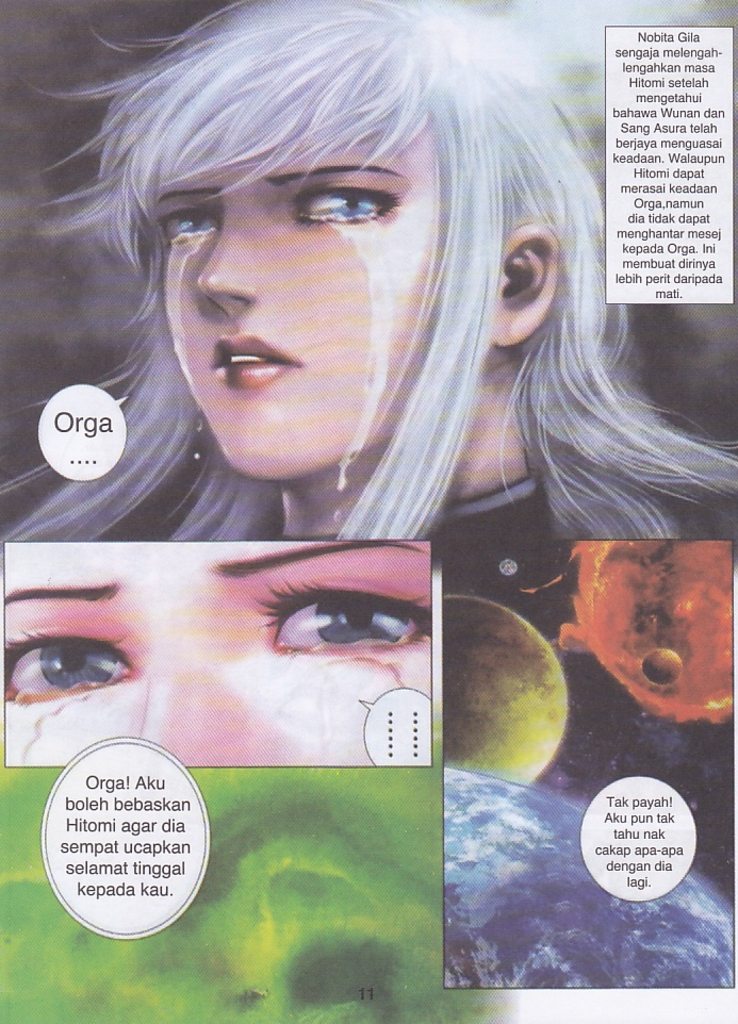 Nobita Gila
sengaja melengah-
lengahkan masa
Hitomi setelah
mengetahui
bahawa Wunan dan
Sang Asura telah
berjaya menguasai
keadaan. Walaupun
Hitomi dapat
merasai keadaan
Orga,namun
dia tidak dapat
menghantar mesej
kepada Orga. Ini
membuat dirinya
lebih perit daripada
mati.
Orga
....
Orga! Aku
boleh bebaskan
Hitomi agar dia
sempat ucapkan
selamat tinggal
kepada kau.
Tak payah!
Aku pun tak
tahu nak
cakap apa-apa
dengan dia
lagi.
11